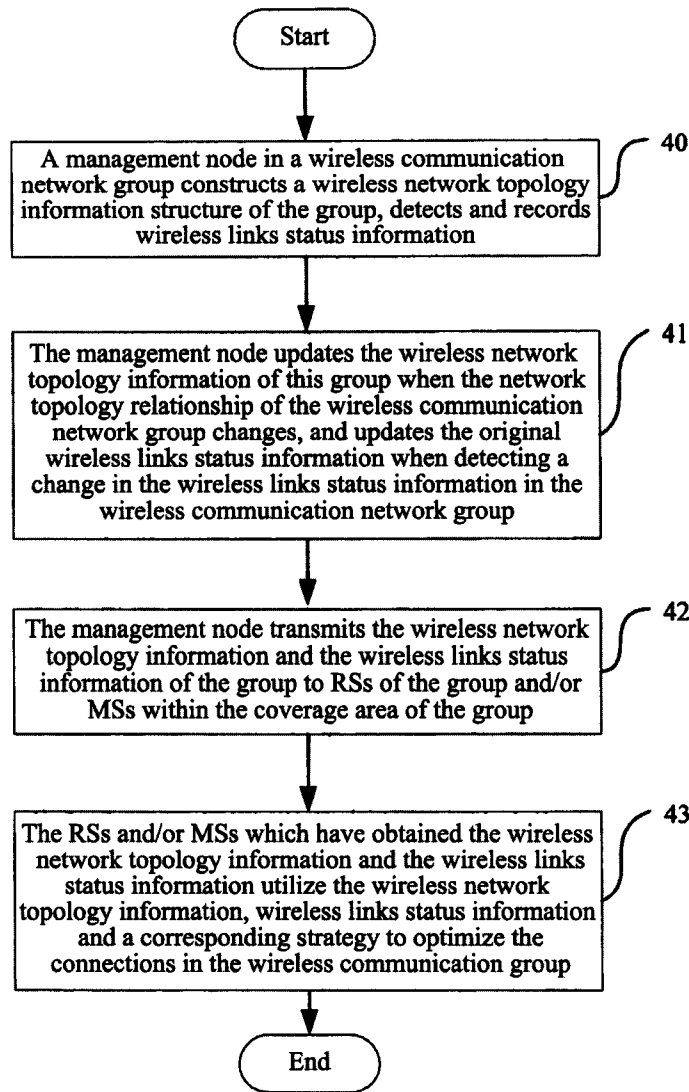 Start
A management node in a wireless communication
network group constructs a wireless network topology
information structure of the group, detects and records
wireless links status information
40
The management node updates the wireless network
topology information of this group when the network
topology relationship of the wireless communication
network group changes, and updates the original
wireless links status information when detecting a
change in the wireless links status information in the
wireless communication network group
41
The management node transmits the wireless network
topology information and the wireless links status
information of the group to RSs of the group and/or
MSs within the coverage area of the group
42
The RSs and/or MSs which have obtained the wireless
network topology information and the wireless links
status information utilize the wireless network
topology information, wireless links status information
and a corresponding strategy to optimize the
connections in the wireless communication group
43
End